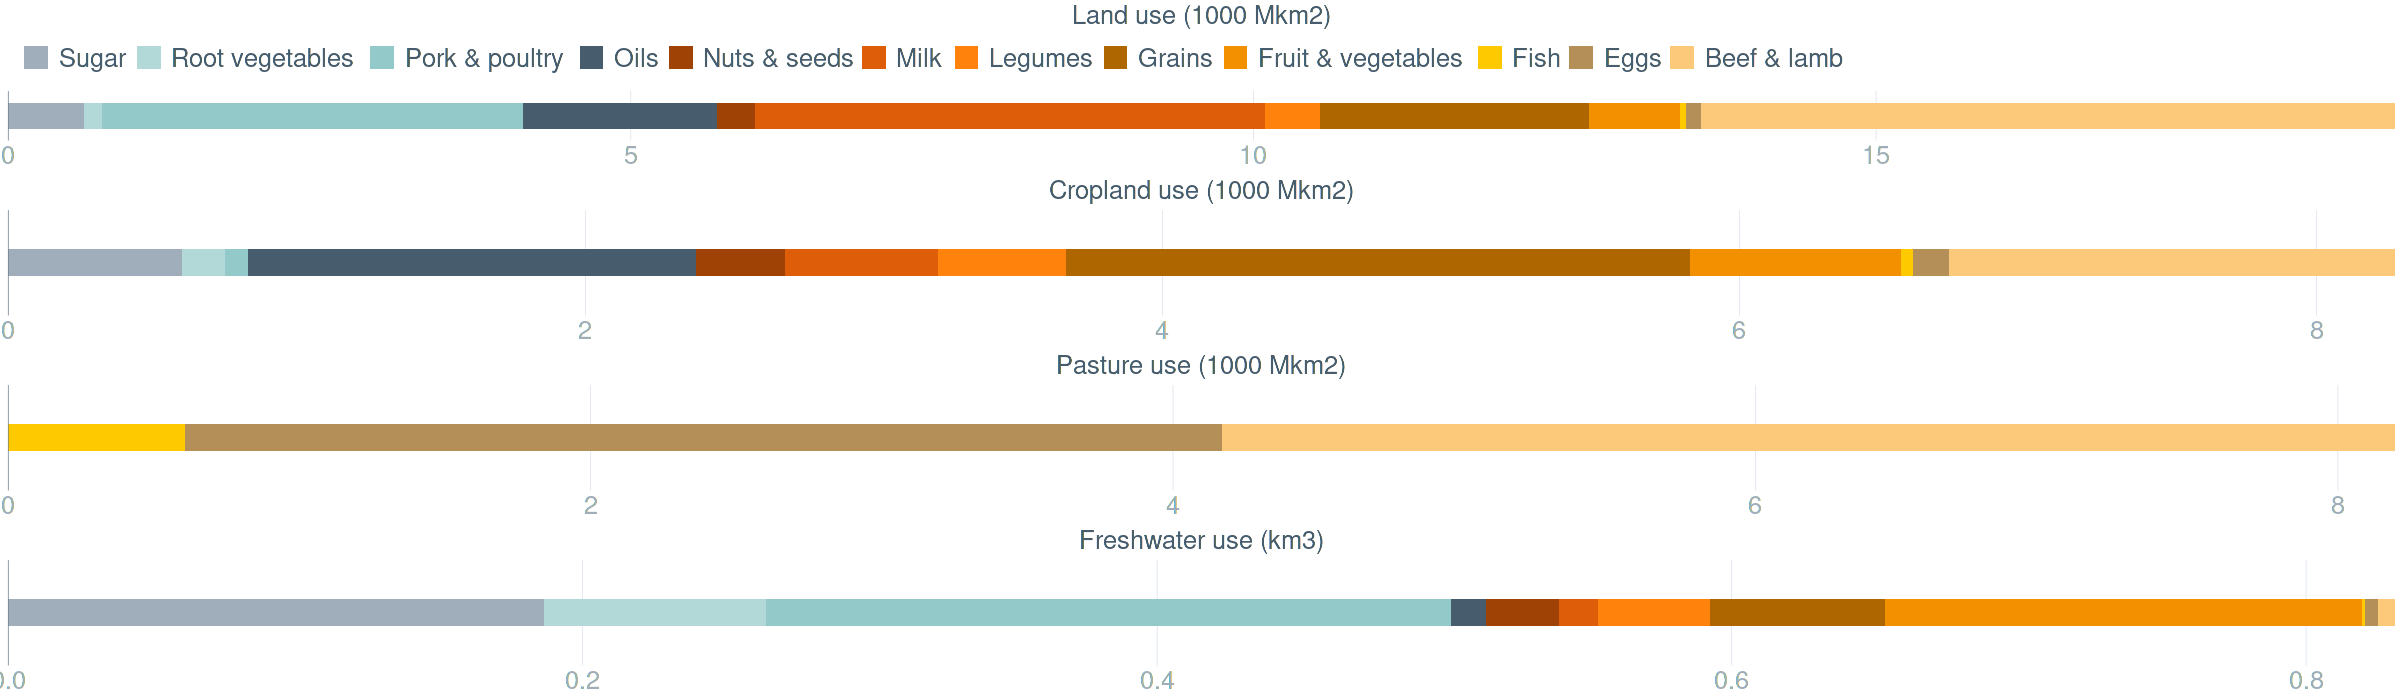 Land use (1000 Mkm2)
Sugar Root vegetables Pork & poultry Oils Nuts & seeds Milk Legumes Grains Fruit & vegetables Fish Eggs Beef & lamb
0 5 10 15
Cropland use (1000 Mkm2)
0 2 4 6 8
Pasture use (1000 Mkm2)
0 2 4 6 8
Freshwater use (km3)
0.0 0.2 0.4 0.6 0.8